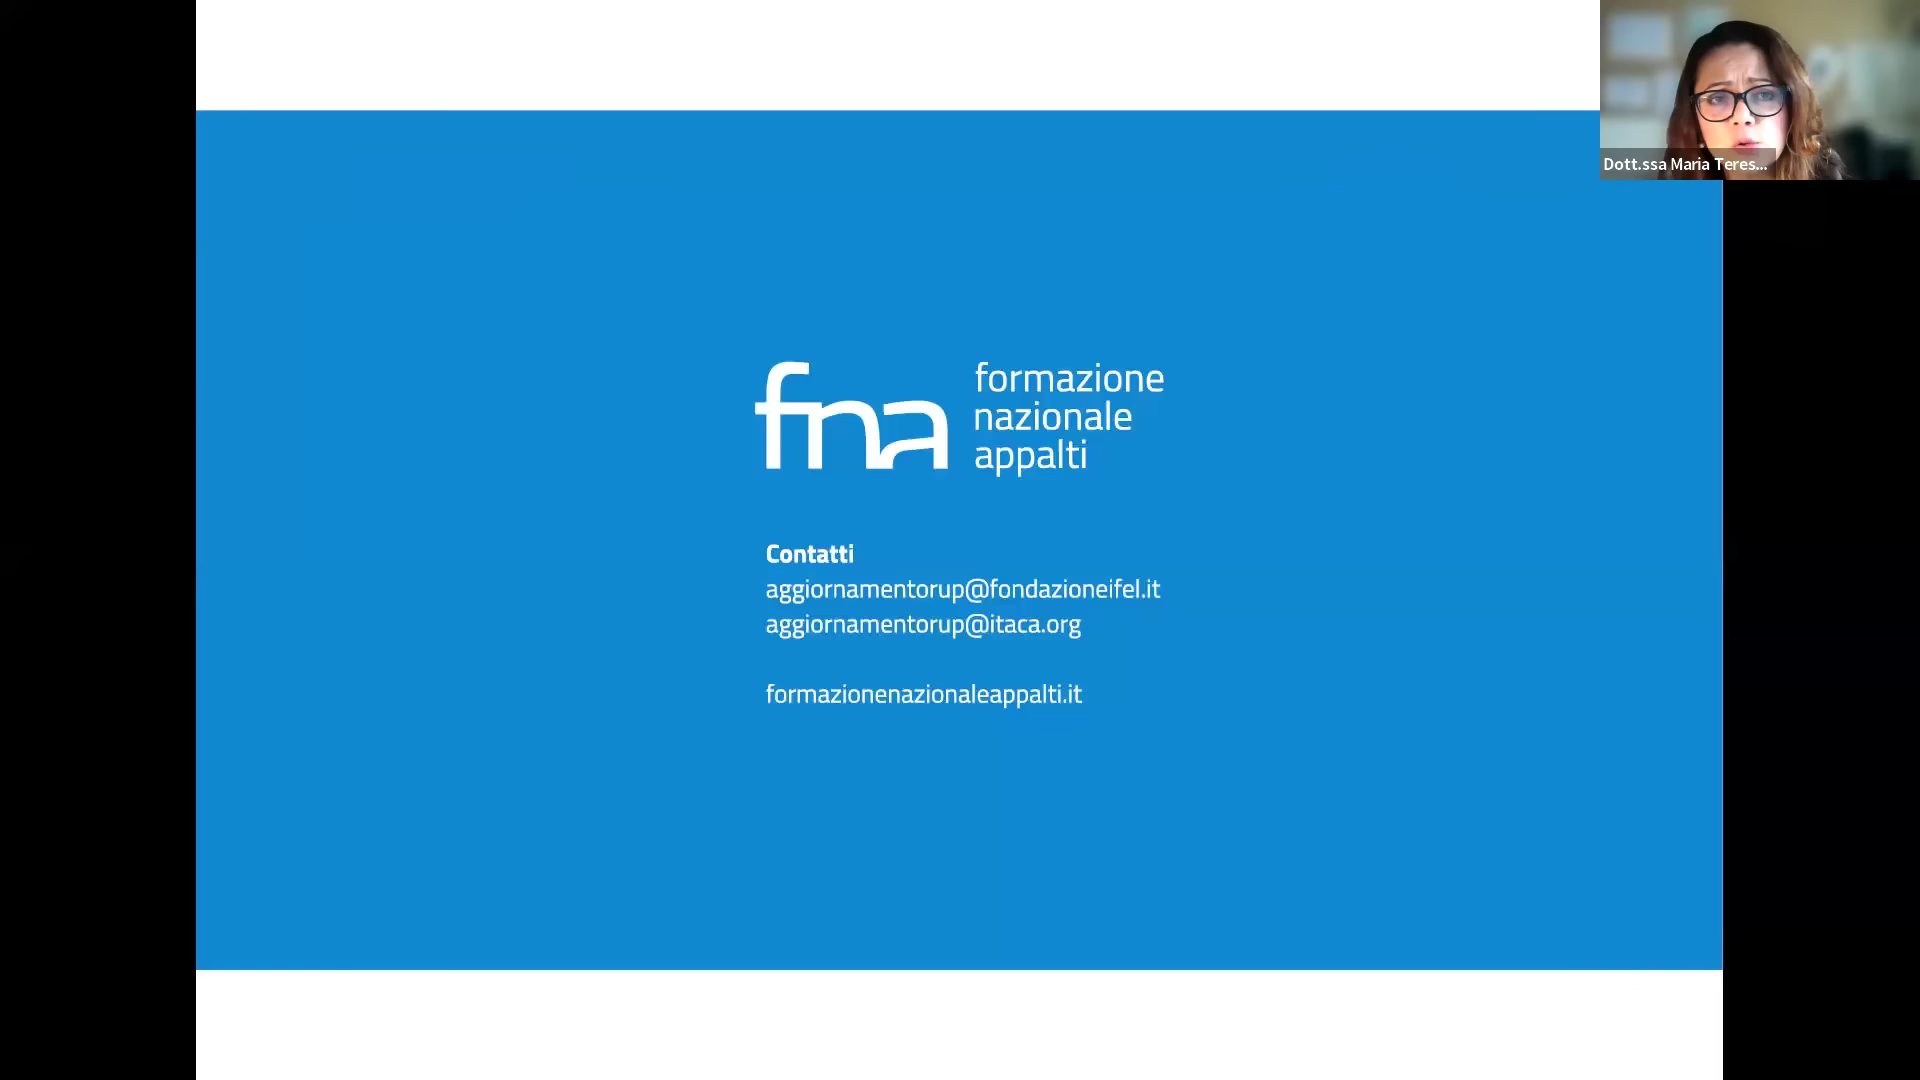 Dott.ssa Maria Teres...
fna
formazione
nazionale
appalti
Contatti
aggiornamentorup@fondazioneifel.it
aggiornamentorup@itaca.org
formazionenazionaleappalti.it